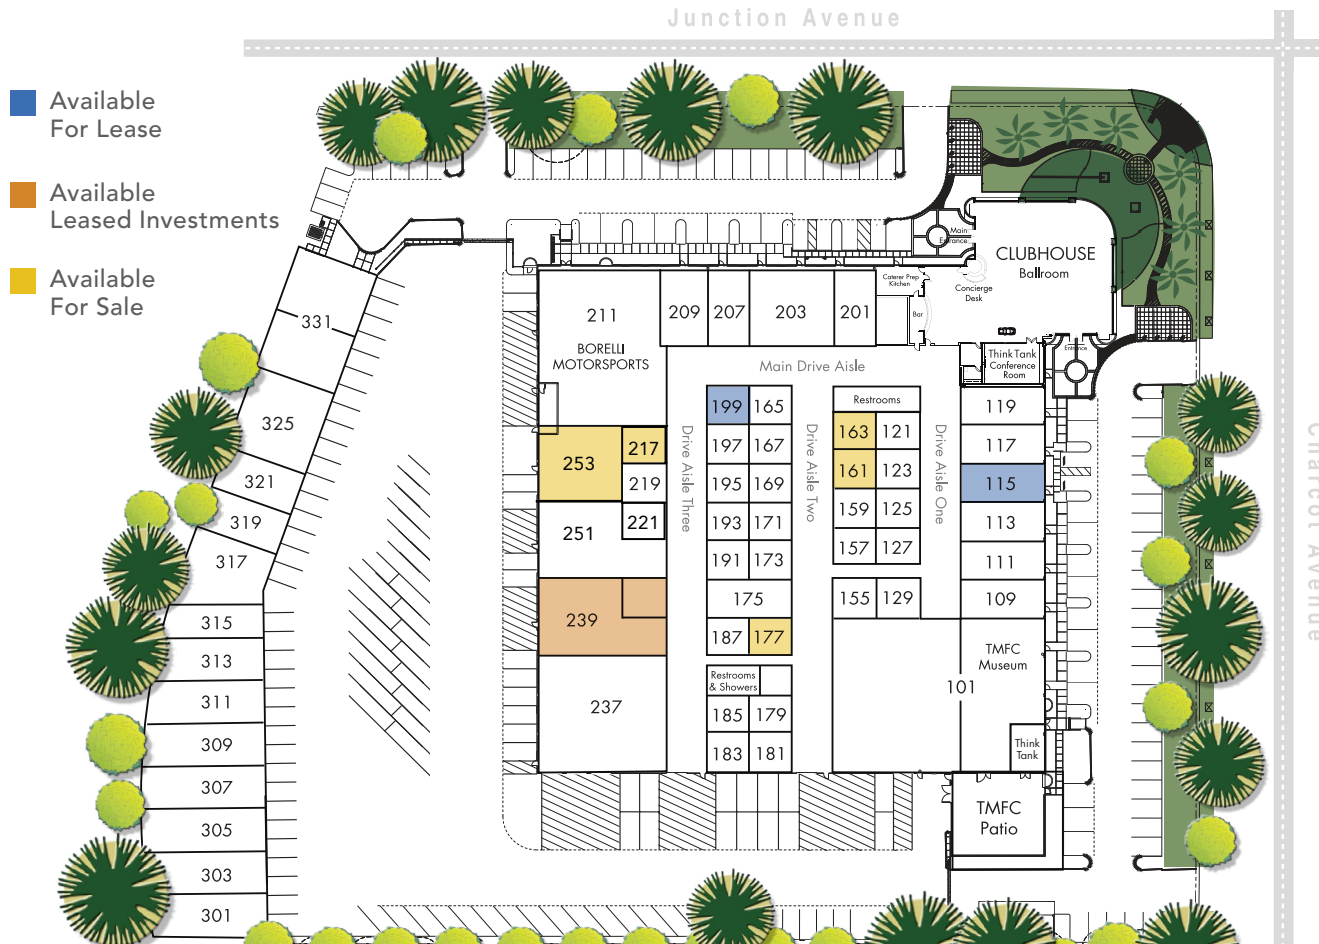 Junction Avenue
Available
For Lease
Available
Leased Investments
Available
For Sale
Main
Entrance
CLUBHOUSE
Ballroom
Caterer Prep
Kitchen
Concierge
Desk
Bar
211
209
207
203
201
BORELLI
MOTORSPORTS
Main Drive Aisle
Think Tank
Conference
Room
Entrance
331
325
321
319
317
315
313
311
309
307
305
303
301
253
217
219
251
221
239
237
Drive Aisle Three
199
165
197
167
195
169
193
171
191
173
175
187
177
Restrooms
& Showers
185
179
183
181
Drive Aisle Two
Restrooms
163
121
161
123
159
125
157
127
155
129
Drive Aisle One
119
117
115
113
111
109
TMFC
Museum
101
Think
Tank
TMFC
Patio
Charcot Avenue